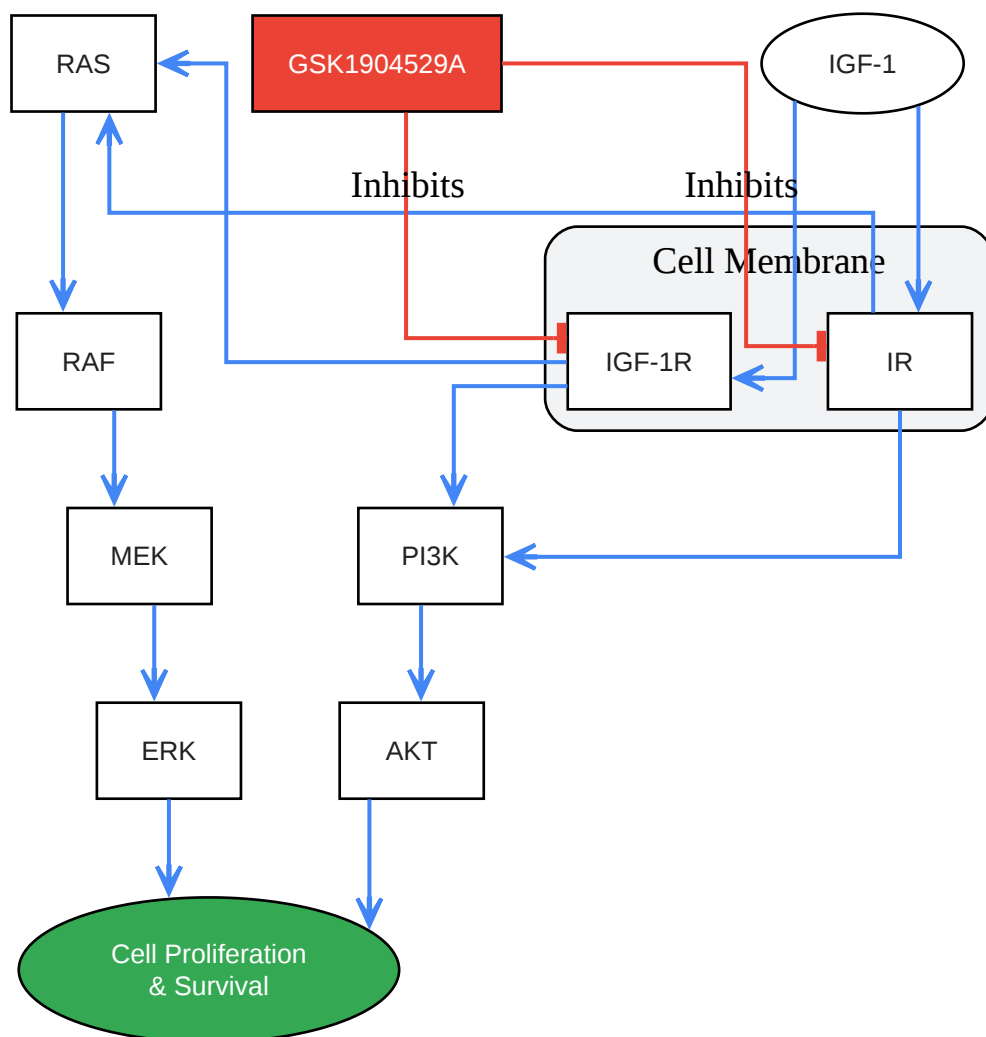 RAS
GSK1904529A
IGF-1
Inhibits
Inhibits
Cell Membrane
RAF
IGF-1R
IR
MEK
PI3K
ERK
AKT
Cell Proliferation
& Survival